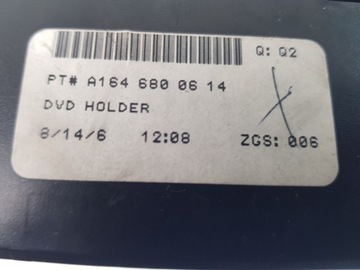 Q: Q2
PT# A164 680 06 14
DVD HOLDER
8/14/6 12:08 ZGS: 006